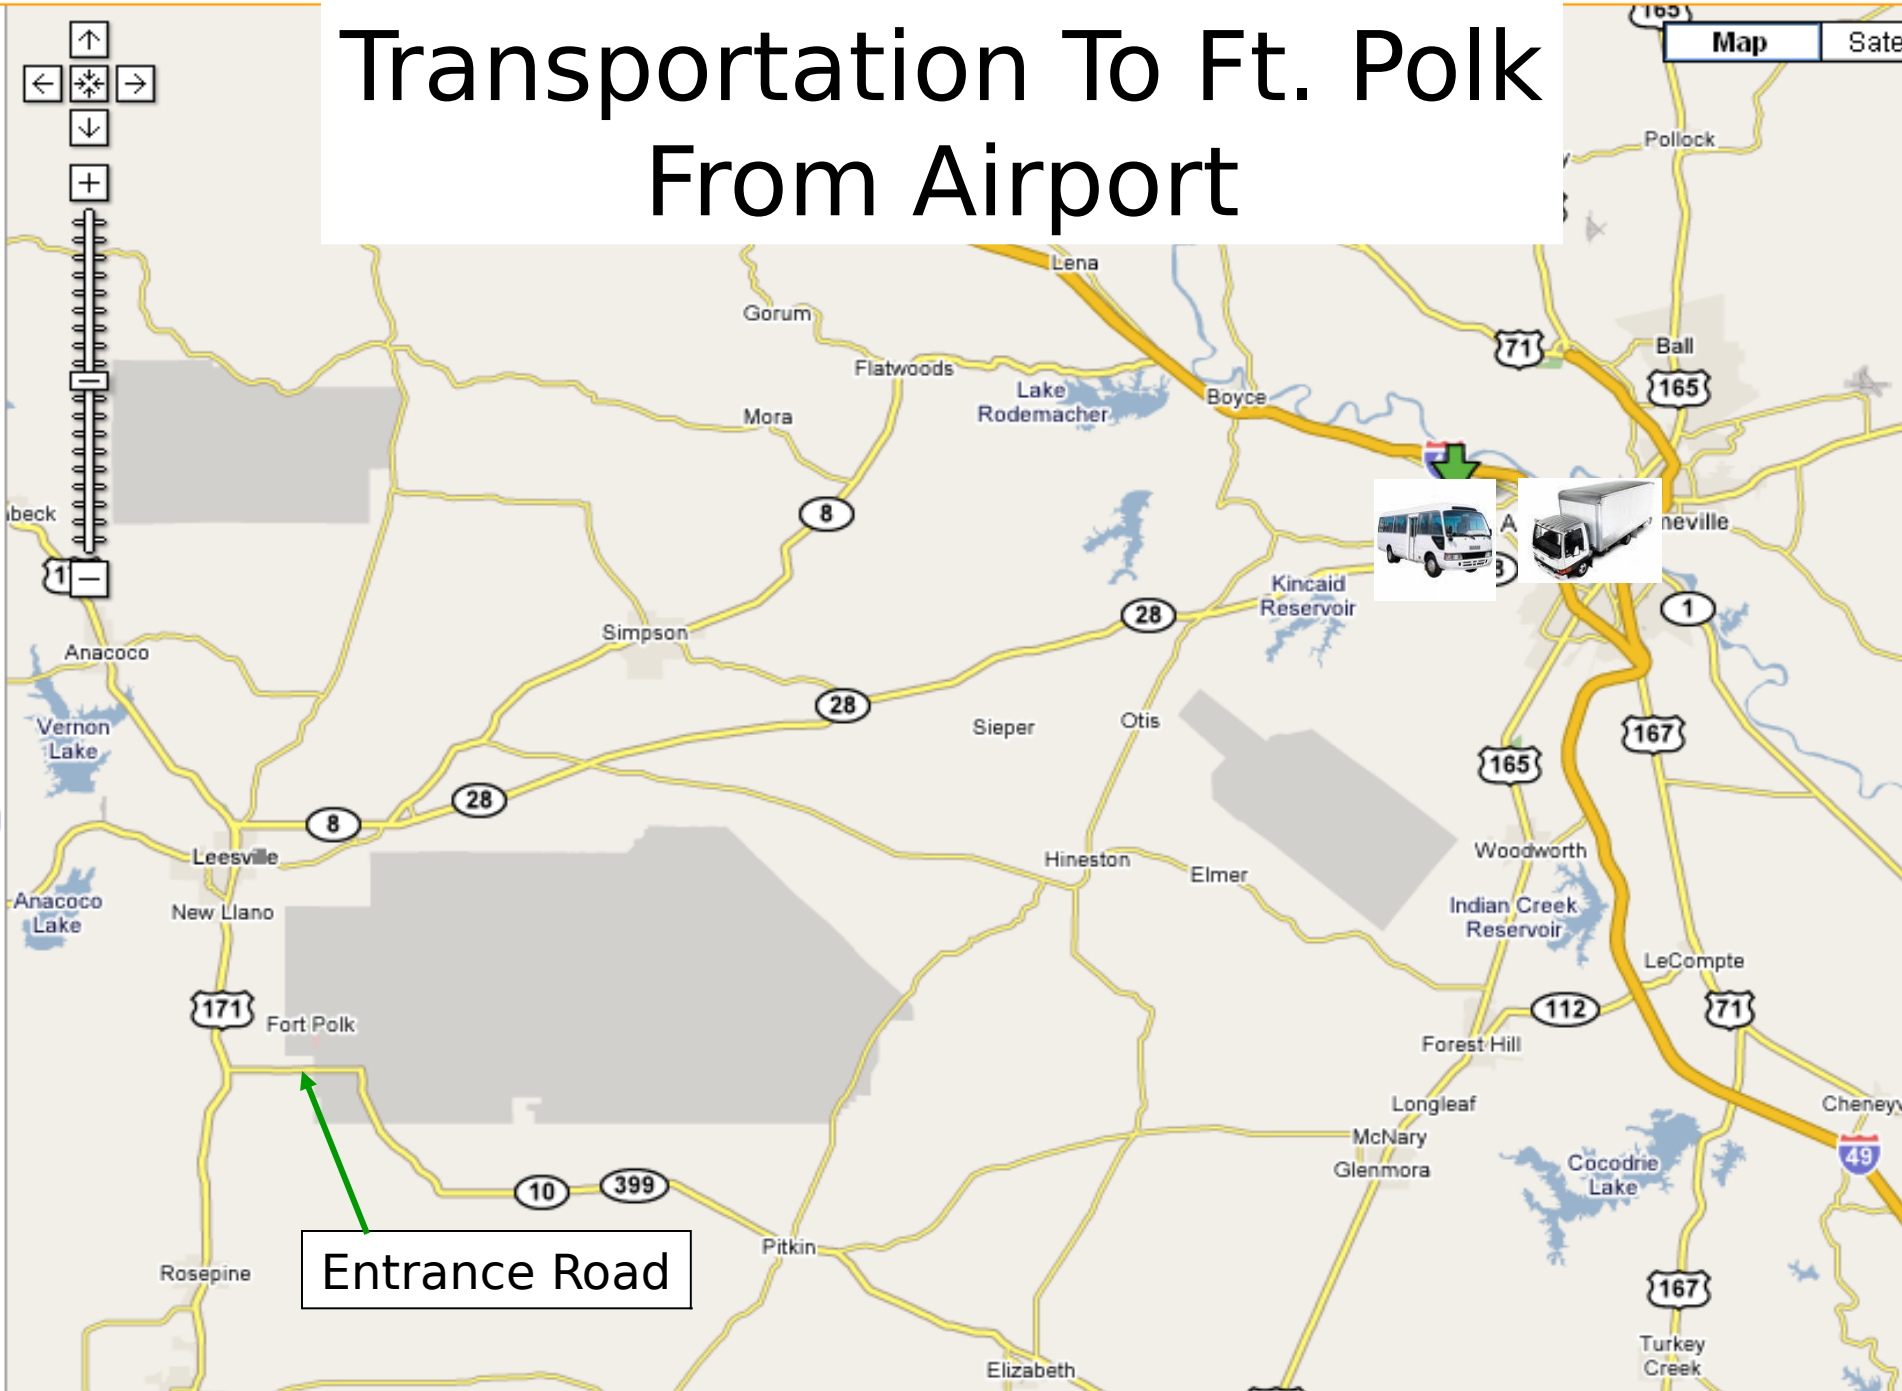 Transportation To Ft. Polk
From Airport
165
Map
Pollock
Lena
Gorum
71
Ball
Flatwoods
165
Lake
Rodemacher
Boyce
Mora
8
neville
28
Kincaid
Reservoir
1
Simpson
Anacoco
28
Vernon
Lake
Sieper
Otis
167
165
28
8
Leesville
Hineston
Woodworth
Elmer
Anacoco
Lake
New Llano
Indian Creek
Reservoir
LeCompte
171
Fort Polk
112
71
Forest Hill
Longleaf
McNary
Glenmora
49
Cocodrie
Lake
10
399
Pitkin
Entrance Road
Rosepine
167
Turkey
Creek
Elizabeth